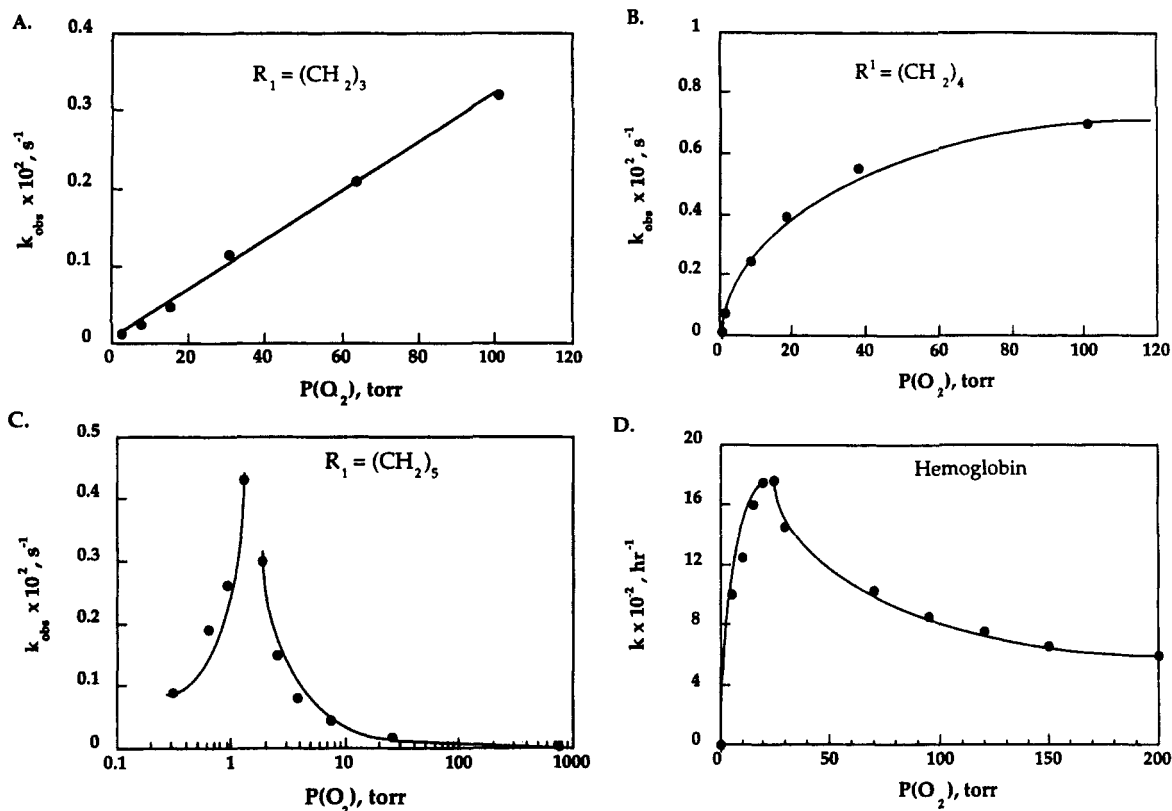 A.
R₁ = (CH₂)₃
k_obs x 10², s⁻¹
0.4
0.3
0.2
0.1
0
0 20 40 60 80 100 120
P(O₂), torr
B.
R¹ = (CH₂)₄
k_obs x 10², s⁻¹
1
0.8
0.6
0.4
0.2
0
0 20 40 60 80 100 120
P(O₂), torr
C.
R₁ = (CH₂)₅
k_obs x 10², s⁻¹
0.5
0.4
0.3
0.2
0.1
0
0.1 1 10 100 1000
P(O₂), torr
D.
Hemoglobin
k x 10⁻², hr⁻¹
20
16
12
8
4
0
0 50 100 150 200
P(O₂), torr